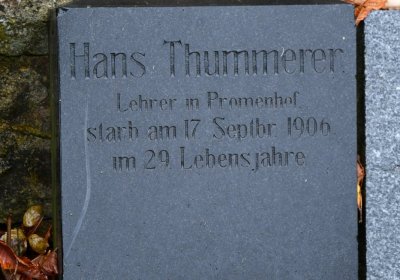 Hans Thummerer
Lehrer in Promenhof
starb am 17 Septbr 1906
im 29. Lebensjahre